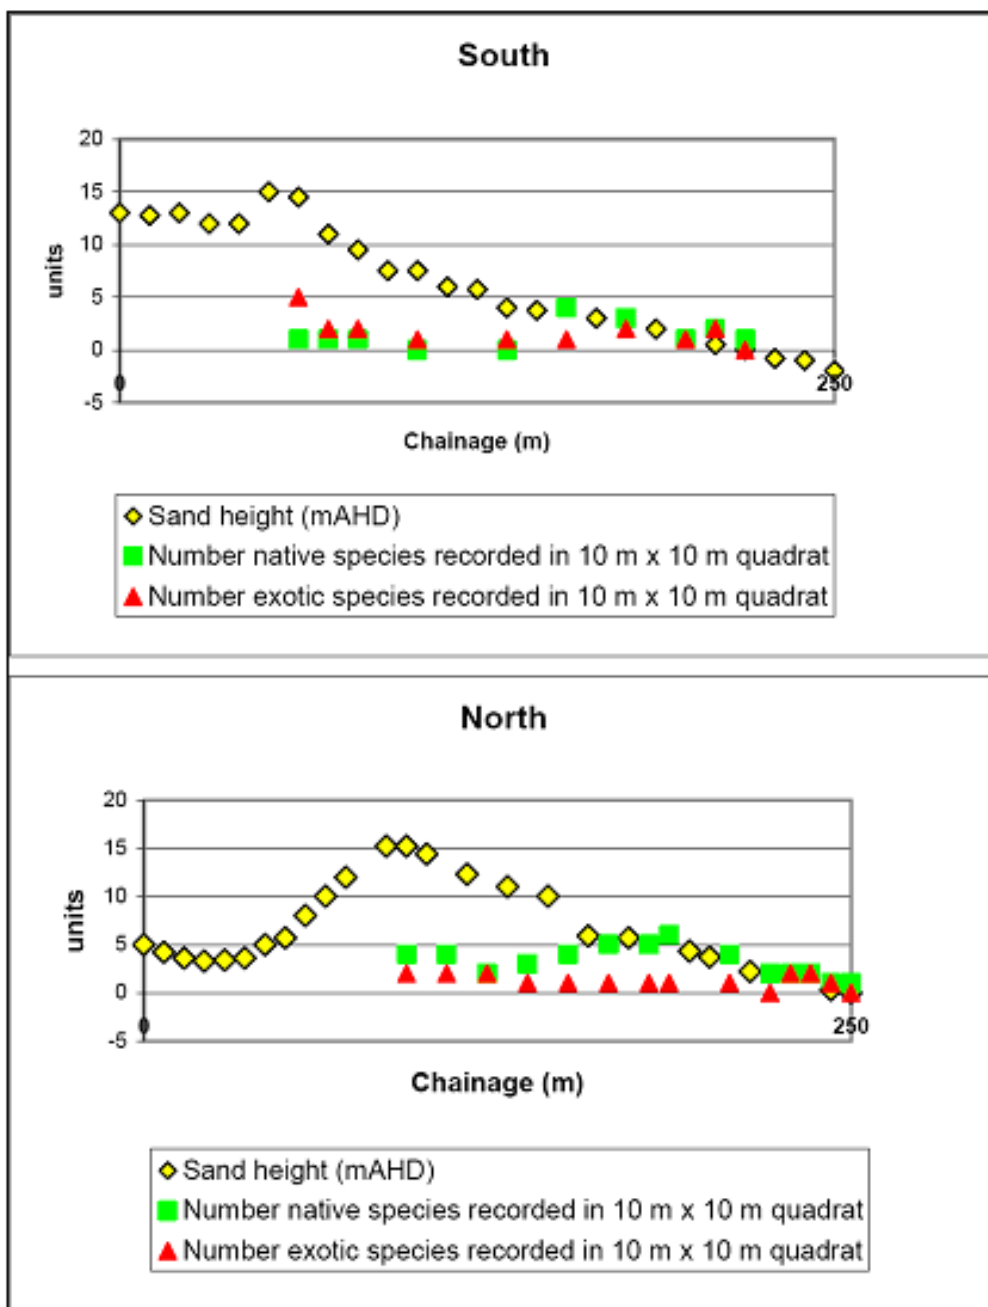 South
20
15
10
5
0
-5
units
0
250
Chainage (m)
Sand height (mAHD)
Number native species recorded in 10 m x 10 m quadrat
Number exotic species recorded in 10 m x 10 m quadrat
North
20
15
10
5
0
-5
units
0
250
Chainage (m)
Sand height (mAHD)
Number native species recorded in 10 m x 10 m quadrat
Number exotic species recorded in 10 m x 10 m quadrat